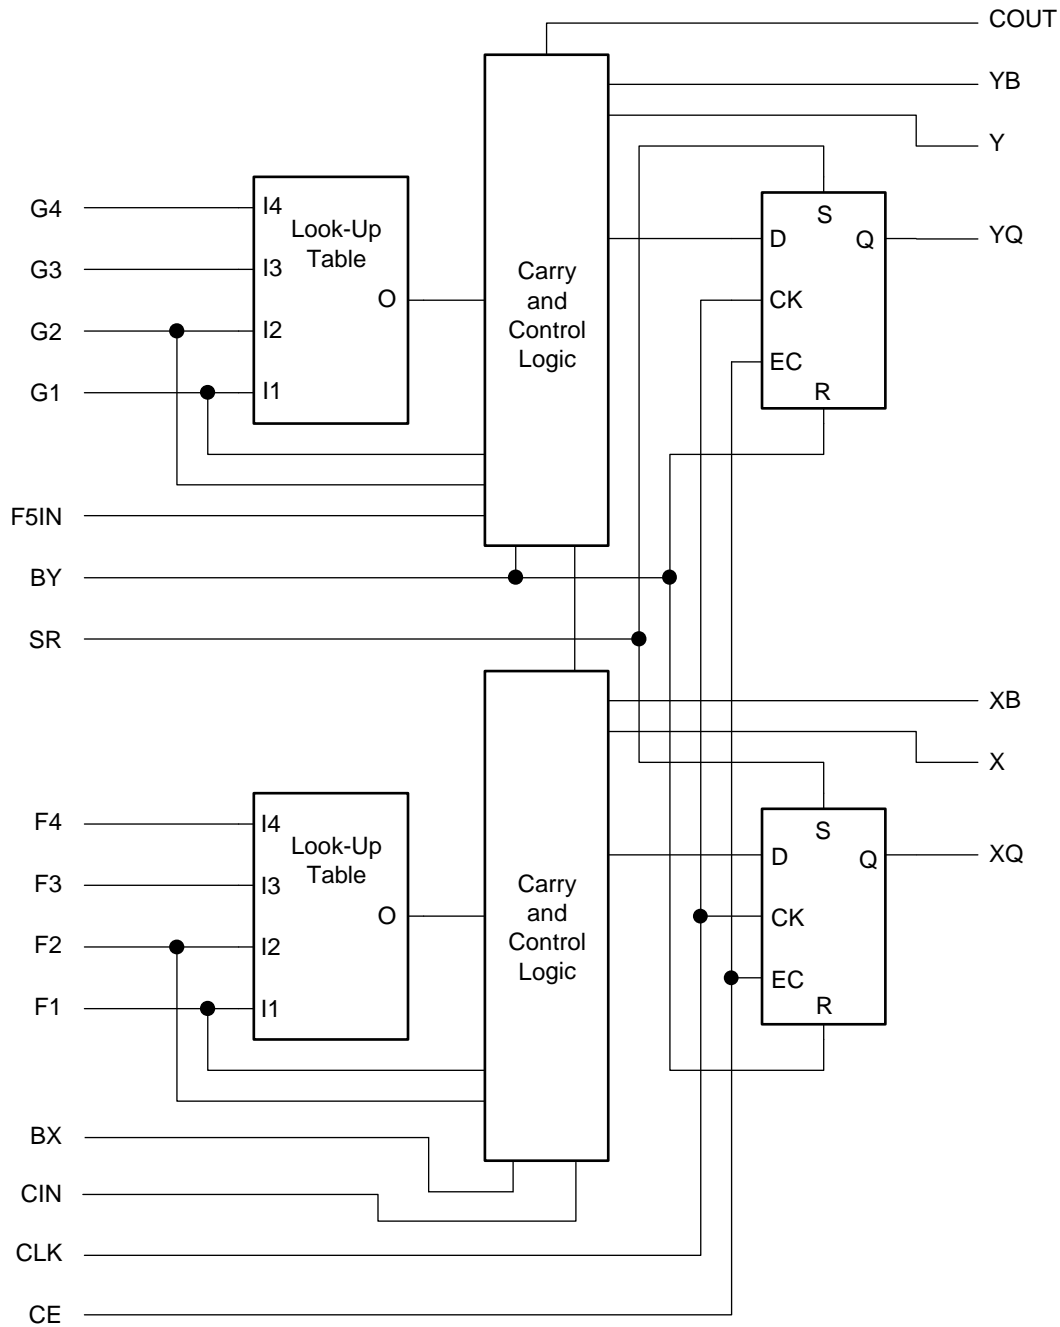 COUT
YB
Y
G4
G3
G2
G1
I4
I3
I2
I1
Look-Up
Table
O
Carry
and
Control
Logic
S
D
CK
EC
R
Q
YQ
F5IN
BY
SR
XB
X
F4
F3
F2
F1
I4
I3
I2
I1
Look-Up
Table
O
Carry
and
Control
Logic
S
D
CK
EC
R
Q
XQ
BX
CIN
CLK
CE